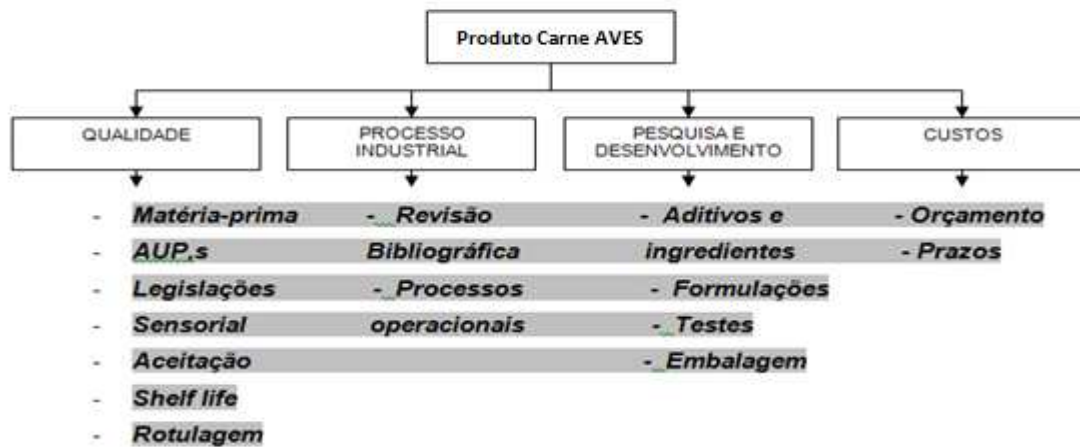 Produto Carne AVES
QUALIDADE
PROCESSO
INDUSTRIAL
PESQUISA E
DESENVOLVIMENTO
CUSTOS
- Matéria-prima - Revisão - Aditivos e - Orçamento
- AUP,s Bibliográfica ingredientes - Prazos
- Legislações - Processos - Formulações
- Sensorial operacionais - Testes
- Aceitação - Embalagem
- Shelf life
- Rotulagem